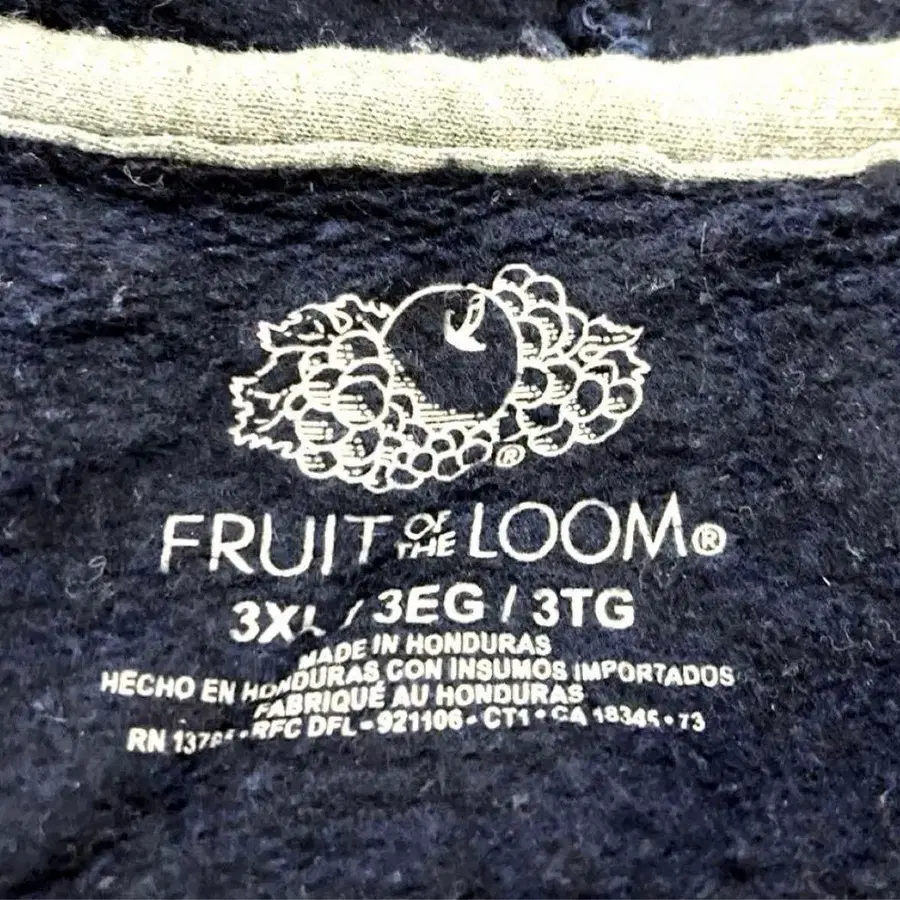 ®
FRUIT OF THE LOOM®
3XL / 3EG / 3TG
MADE IN HONDURAS
HECHO EN HONDURAS CON INSUMOS IMPORTADOS
FABRIQUÉ AU HONDURAS
RN • RFC DFL - 921106 - CT1 • CA 18345 • 73